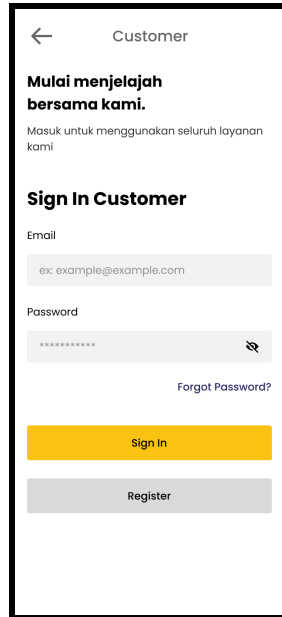 Customer
Mulai menjelajah
bersama kami.
Masuk untuk menggunakan seluruh layanan
kami
Sign In Customer
Email
ex: example@example.com
Password
***********
Forgot Password?
Sign In
Register